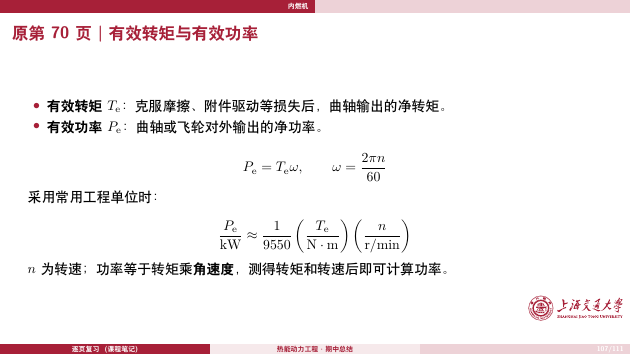 内燃机
原第 70 页 | 有效转矩与有效功率
• 有效转矩 Te：克服摩擦、附件驱动等损失后，曲轴输出的净转矩。
• 有效功率 Pe：曲轴或飞轮对外输出的净功率。
Pe = Teω, ω = 2πn/60
采用常用工程单位时：
Pe/kW ≈ 1/9550 (Te/N·m) (n/r/min)
n 为转速；功率等于转矩乘角速度，测得转矩和转速后即可计算功率。
上海交通大学
SHANGHAI JIAO TONG UNIVERSITY
逐页复习（课程笔记） 热能动力工程·期中总结 107/111